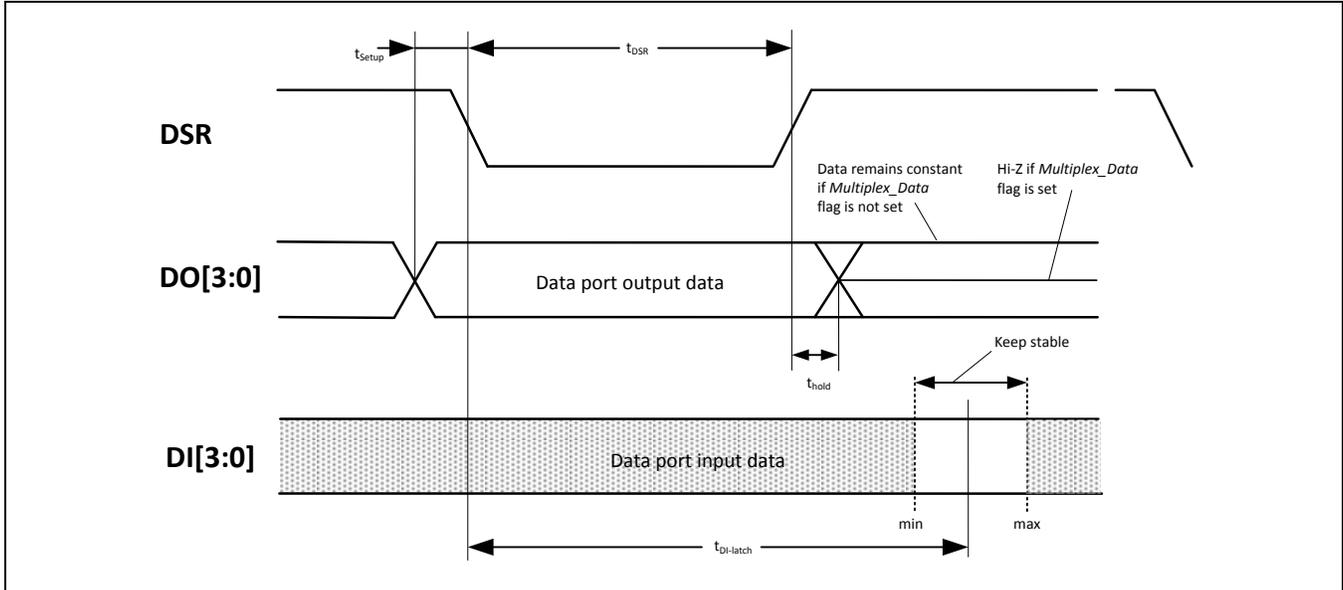 tSetup
tDSR
DSR
Data remains constant
if Multiplex_Data
flag is not set
Hi-Z if Multiplex_Data
flag is set
DO[3:0]
Data port output data
thold
Keep stable
DI[3:0]
Data port input data
min
max
tDI-latch